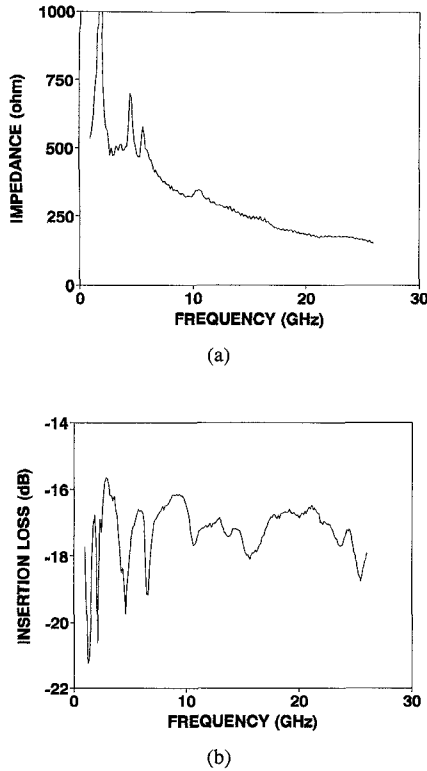 1000
750
500
250
0
IMPEDANCE (ohm)
0 10 20 30
FREQUENCY (GHz)
(a)
-14
-16
-18
-20
-22
INSERTION LOSS (dB)
0 10 20 30
FREQUENCY (GHz)
(b)